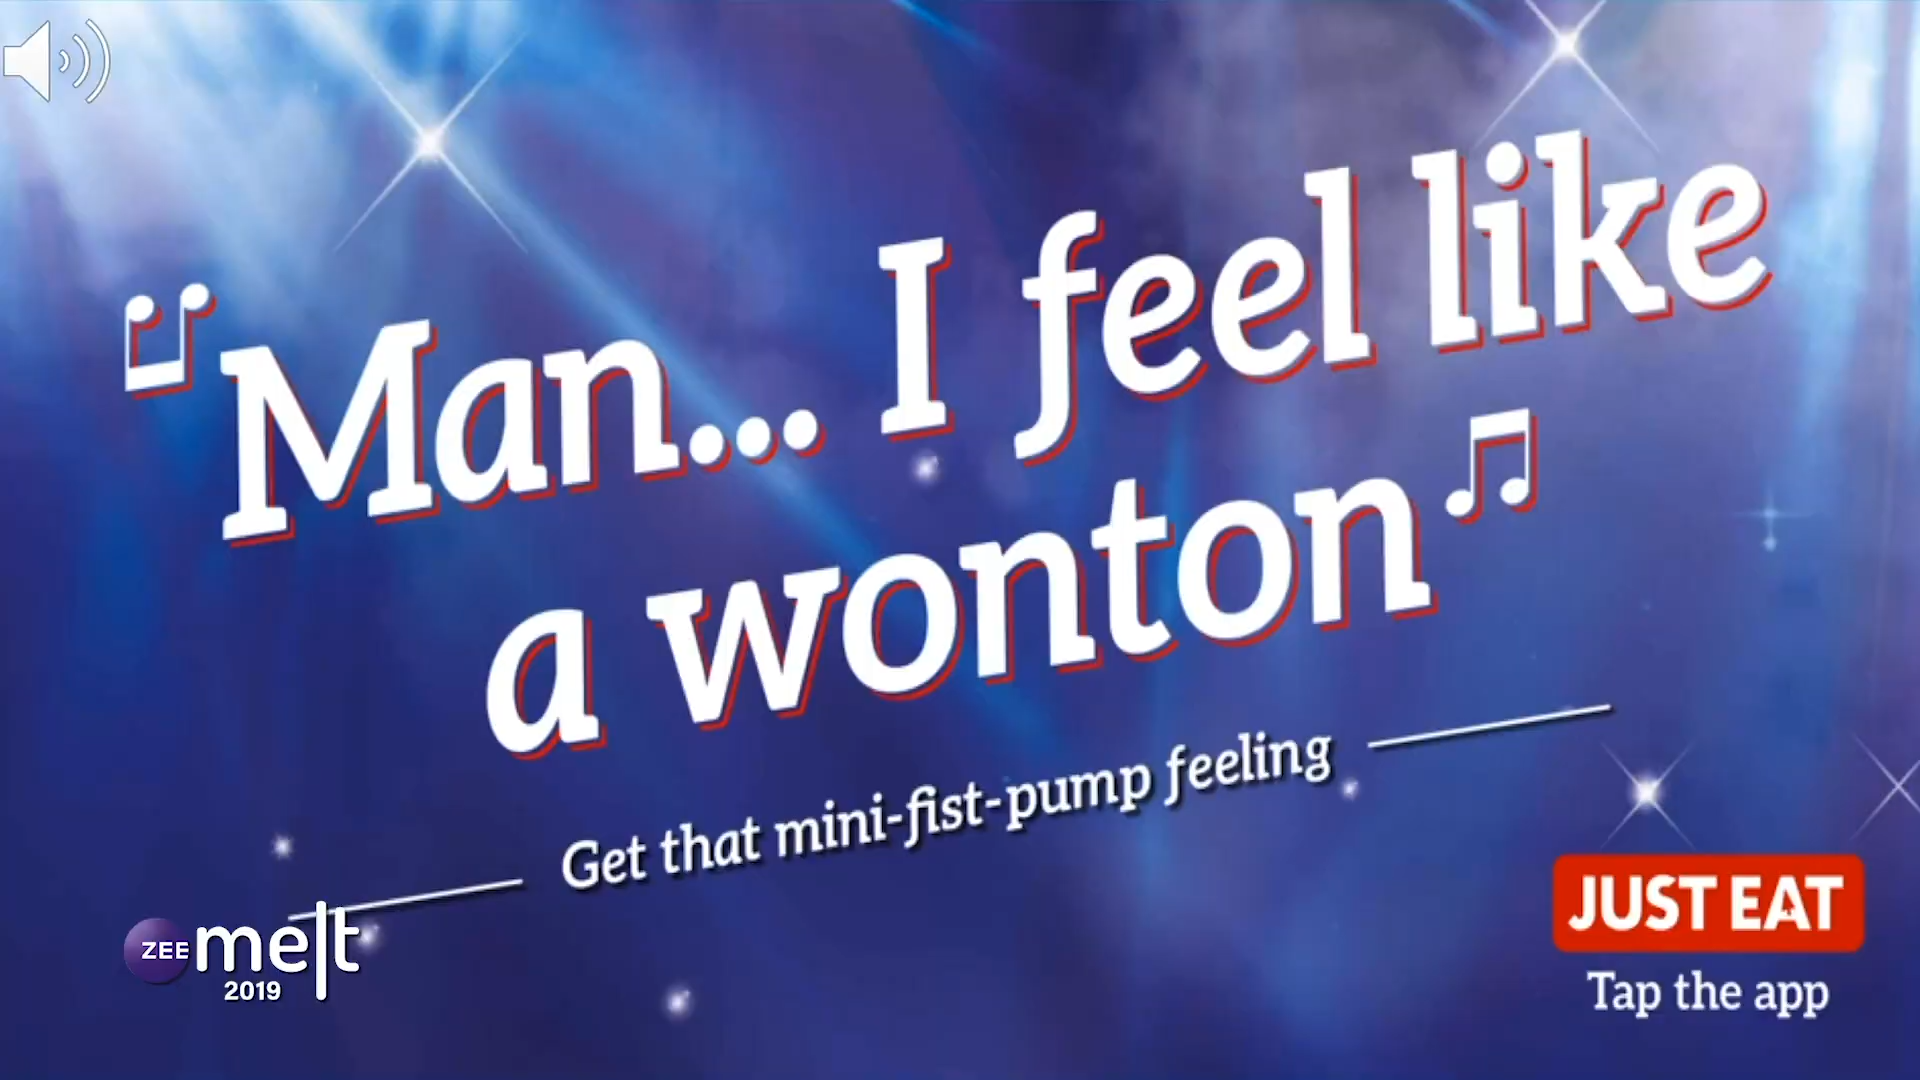 Man... I feel like
a wonton
Get that mini-fist-pump feeling
JUST EAT
Tap the app
ZEE melt
2019